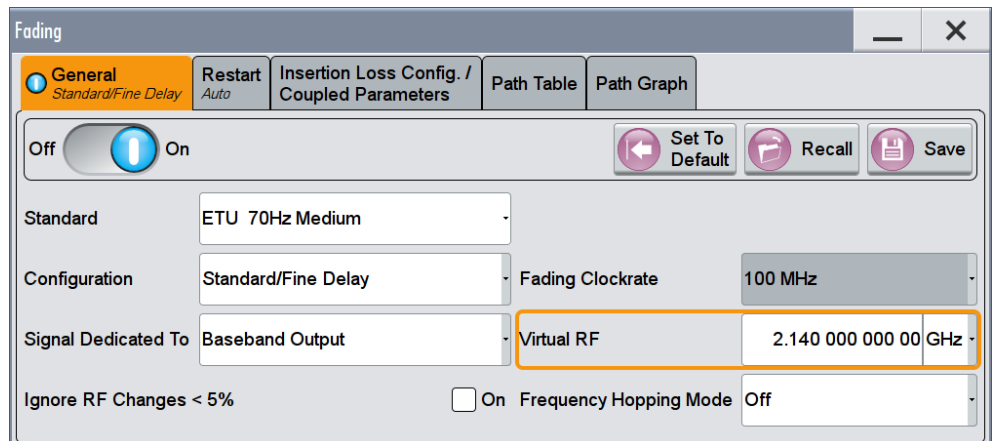 Fading
General
Standard/Fine Delay
Restart
Auto
Insertion Loss Config. /
Coupled Parameters
Path Table
Path Graph
Off
On
Set To
Default
Recall
Save
Standard
ETU 70Hz Medium
Configuration
Standard/Fine Delay
Fading Clockrate
100 MHz
Signal Dedicated To
Baseband Output
Virtual RF
2.140 000 000 00 GHz
Ignore RF Changes < 5%
On
Frequency Hopping Mode
Off